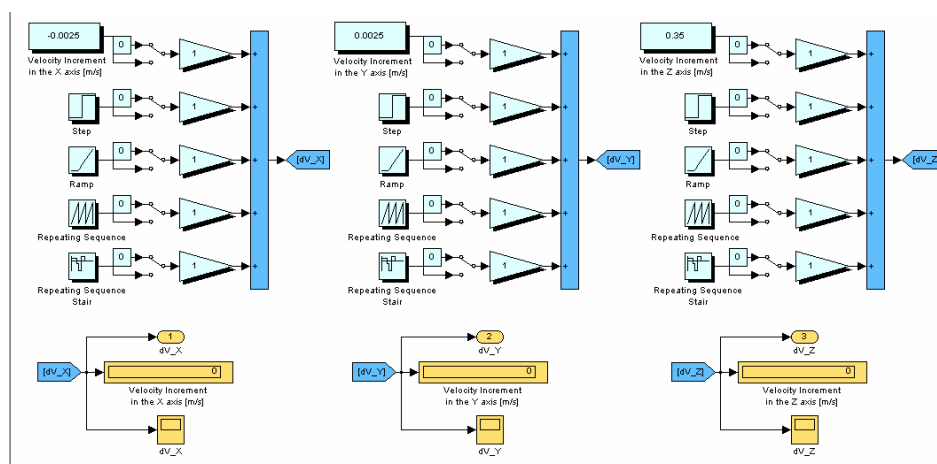 -0.0025 0 1 0.0025 0 1 0.35 0 1
Velocity Increment Velocity Increment Velocity Increment
in the X axis [m/s] in the Y axis [m/s] in the Z axis [m/s]
0 1 + 0 1 + 0 1 +
Step Step Step
0 1 + [dV_X] 0 1 + [dV_Y] 0 1 + [dV_Z
Ramp Ramp Ramp
0 1 + 0 1 + 0 1 +
Repeating Sequence Repeating Sequence Repeating Sequence
0 1 + 0 1 + 0 1 +
Repeating Sequence Repeating Sequence Repeating Sequence
Stair Stair Stair
1 2 3
dV_X dV_Y dV_Z
[dV_X] 0 [dV_Y] 0 [dV_Z] 0
Velocity Increment Velocity Increment Velocity Increment
in the X axis [m/s] in the Y axis [m/s] in the Z axis [m/s]
dV_X dV_Y dV_Z